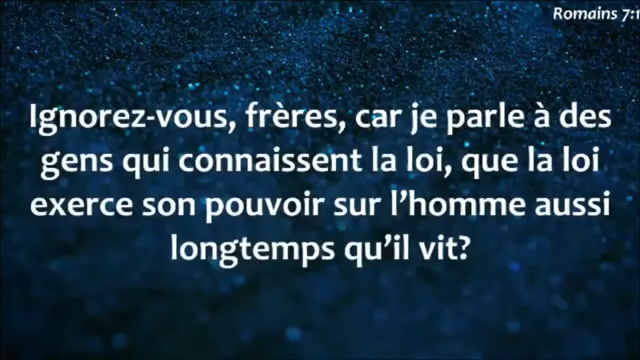 Romains 7:1
Ignorez-vous, frères, car je parle à des
gens qui connaissent la loi, que la loi
exerce son pouvoir sur l’homme aussi
longtemps qu’il vit?